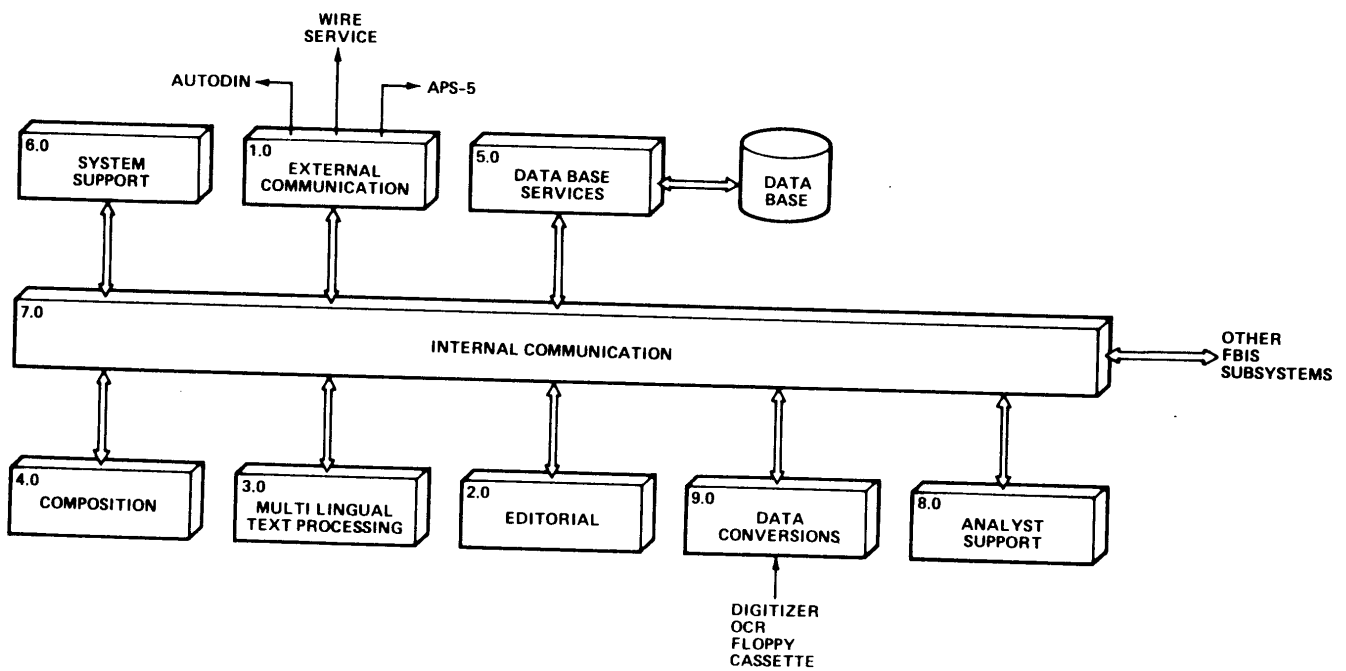 WIRE
SERVICE
AUTODIN
APS-5
6.0
SYSTEM
SUPPORT
1.0
EXTERNAL
COMMUNICATION
5.0
DATA BASE
SERVICES
DATA
BASE
7.0
INTERNAL COMMUNICATION
OTHER
FBIS
SUBSYSTEMS
4.0
COMPOSITION
3.0
MULTI LINGUAL
TEXT PROCESSING
2.0
EDITORIAL
9.0
DATA
CONVERSIONS
8.0
ANALYST
SUPPORT
DIGITIZER
OCR
FLOPPY
CASSETTE